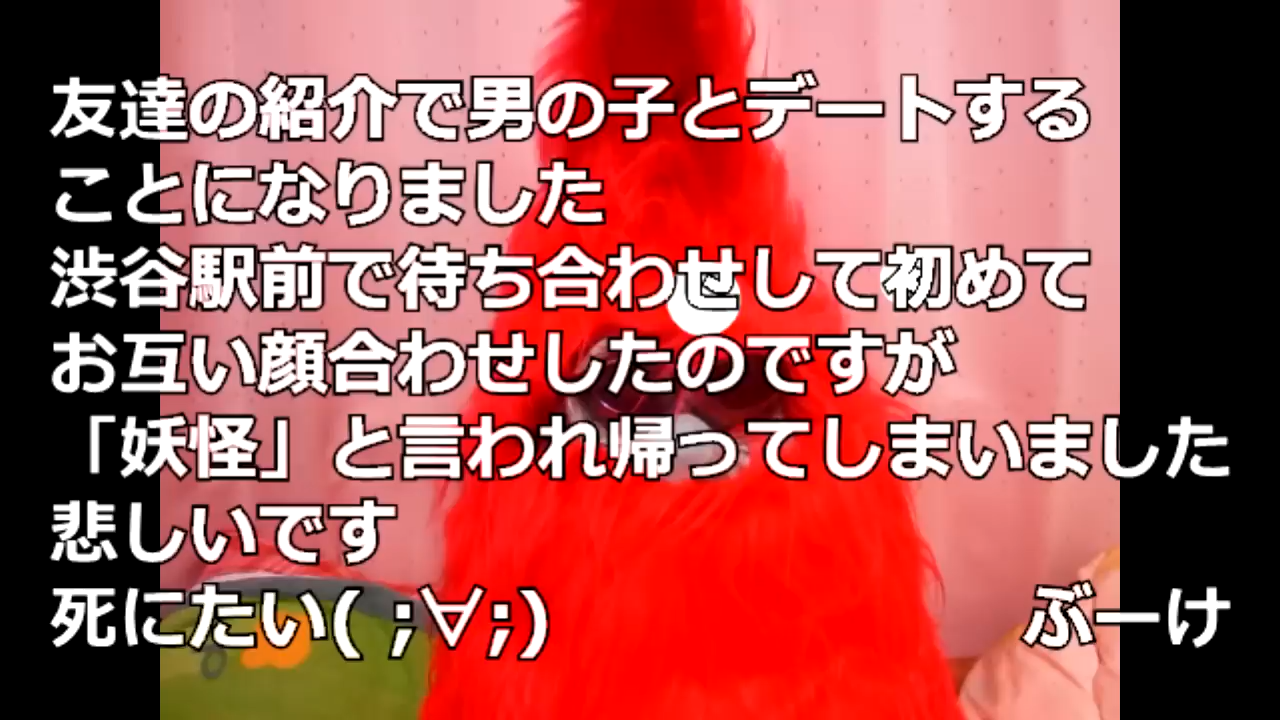 友達の紹介で男の子とデートする
ことになりました
渋谷駅前で待ち合わせして初めて
お互い顔合わせしたのですが
「妖怪」と言われ帰ってしまいました
悲しいです
死にたい( ;∀;)
ぶーけ